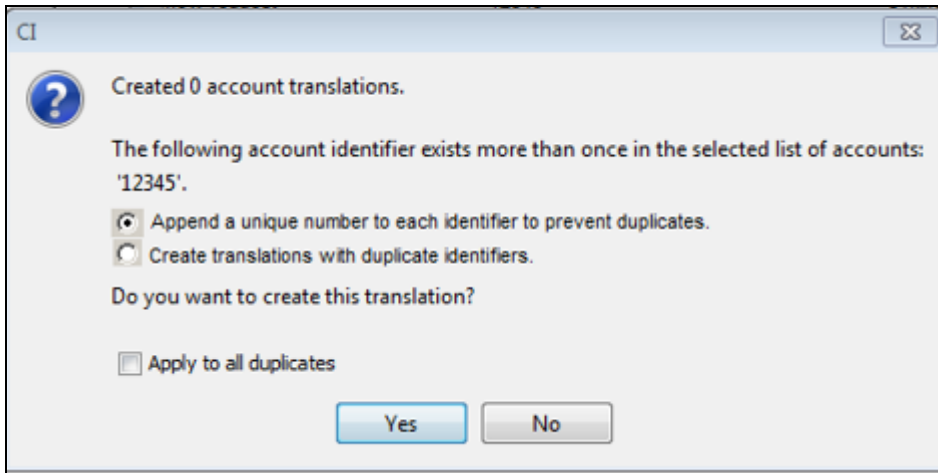 CI
Created 0 account translations.
The following account identifier exists more than once in the selected list of accounts:
'12345'.
Append a unique number to each identifier to prevent duplicates.
Create translations with duplicate identifiers.
Do you want to create this translation?
Apply to all duplicates
Yes No